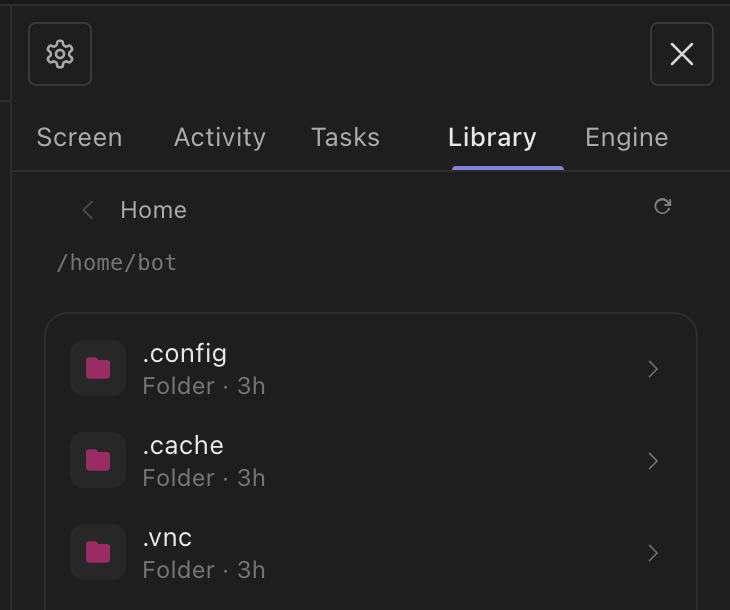 Screen Activity Tasks Library Engine
Home
/home/bot
.config
Folder · 3h
.cache
Folder · 3h
.vnc
Folder · 3h